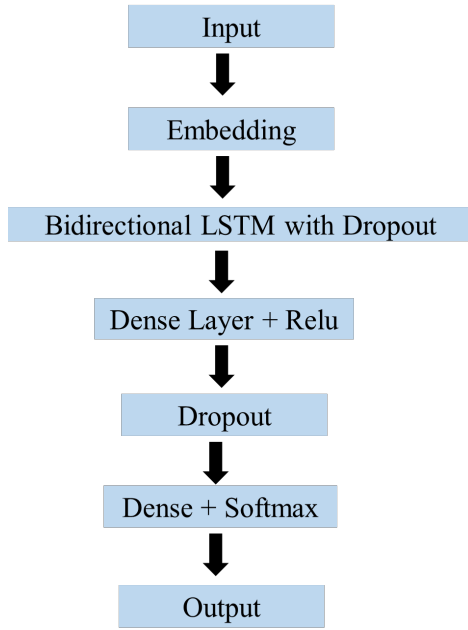 Input
Embedding
Bidirectional LSTM with Dropout
Dense Layer + Relu
Dropout
Dense + Softmax
Output